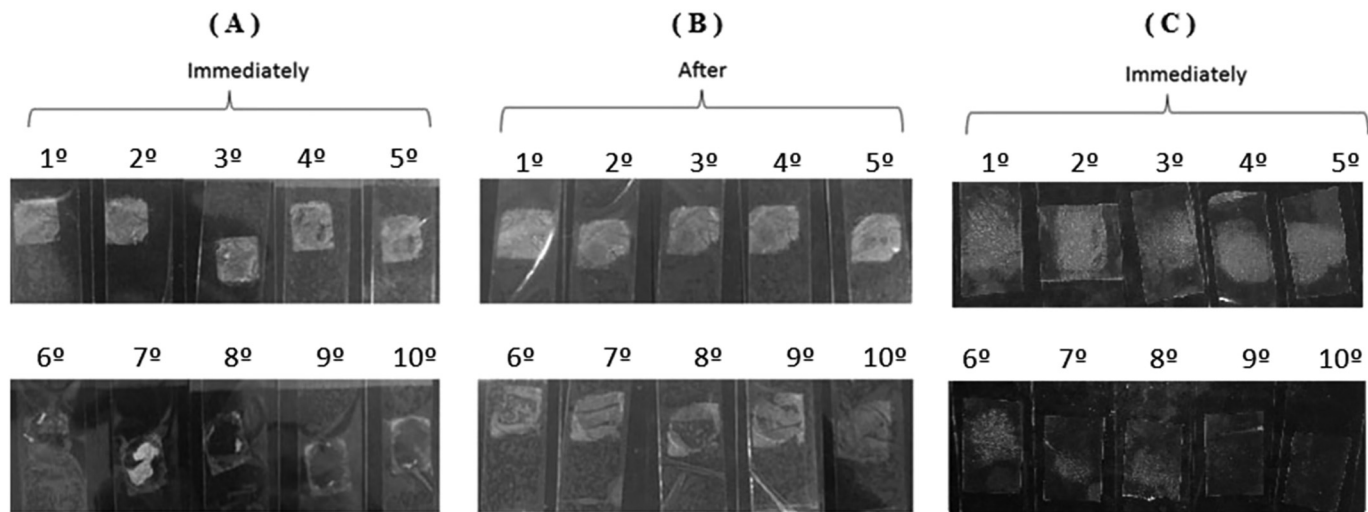 ( A ) ( B ) ( C )
Immediately After Immediately
1º 2º 3º 4º 5º 1º 2º 3º 4º 5º 1º 2º 3º 4º 5º
6º 7º 8º 9º 10º 6º 7º 8º 9º 10º 6º 7º 8º 9º 10º